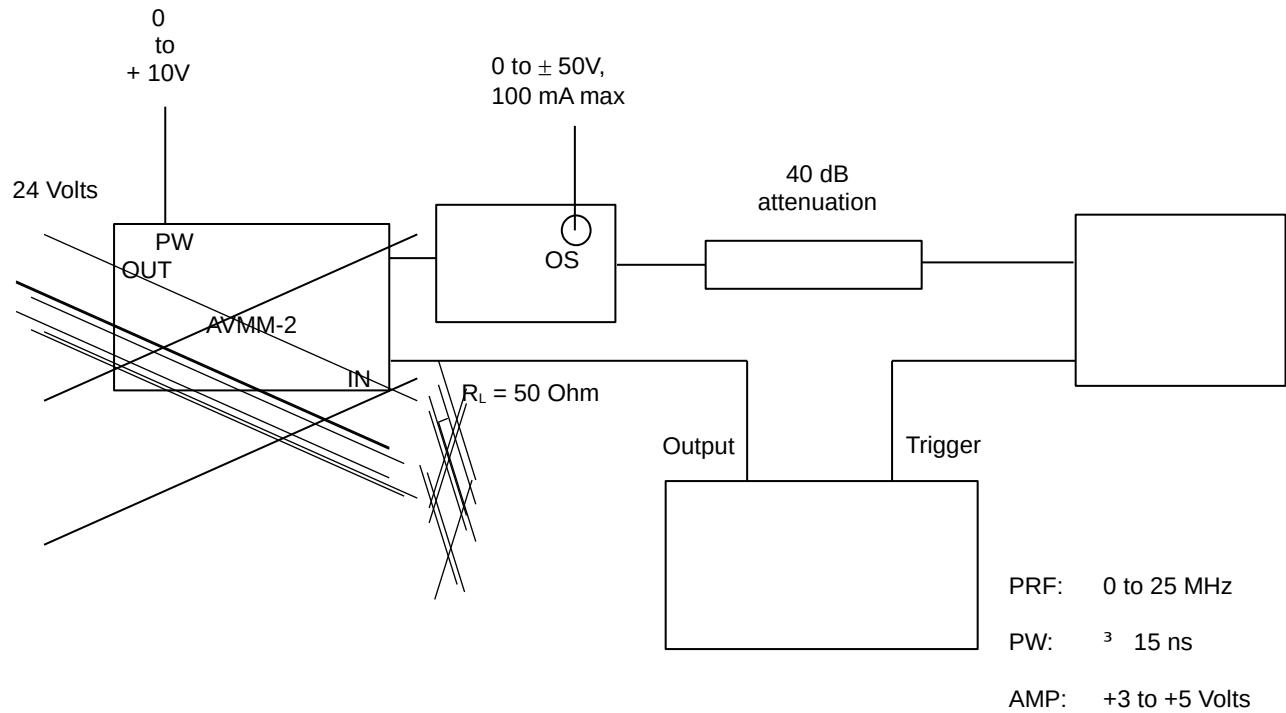 0
to
+ 10V
0 to ± 50V,
100 mA max
40 dB
attenuation
24 Volts
PW
OUT
OS
AVMM-2
IN
R_L = 50 Ohm
Output
Trigger
PRF: 0 to 25 MHz
PW: ³ 15 ns
AMP: +3 to +5 Volts